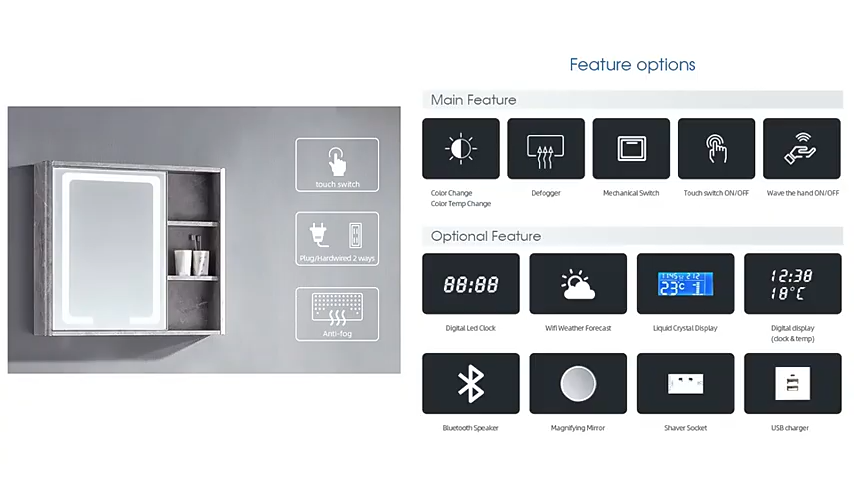 touch switch
Plug/Hardwired 2 ways
Anti-fog
Feature options
Main Feature
Color Change
Color Temp Change
Defogger
Mechanical Switch
Touch switch ON/OFF
Wave the hand ON/OFF
Optional Feature
88:88
23°C
12:38
18°C
Digital Led Clock
Wifi Weather Forecast
Liquid Crystal Display
Digital display
(clock & temp)
Bluetooth Speaker
Magnifying Mirror
Shaver Socket
USB charger